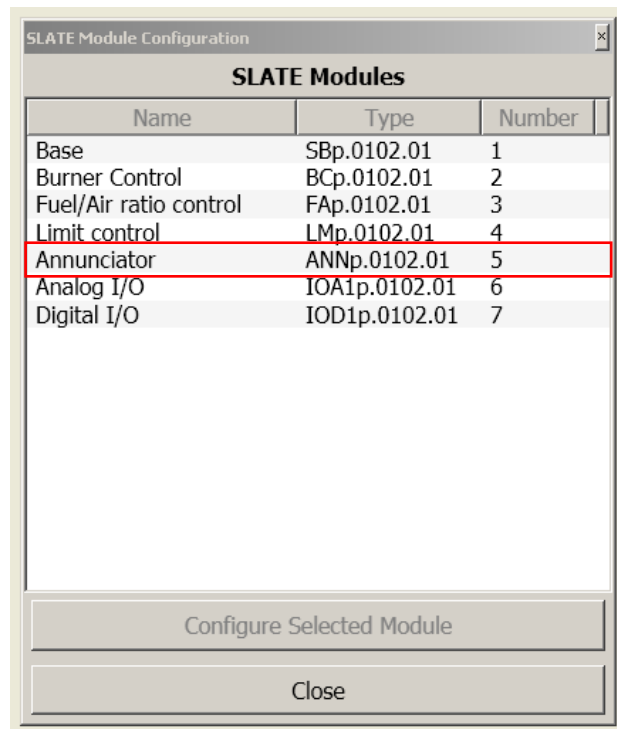 SLATE Module Configuration
SLATE Modules
Name Type Number
Base SBp.0102.01 1
Burner Control BCp.0102.01 2
Fuel/Air ratio control FAp.0102.01 3
Limit control LMp.0102.01 4
Annunciator ANNp.0102.01 5
Analog I/O IOA1p.0102.01 6
Digital I/O IOD1p.0102.01 7
Configure Selected Module
Close